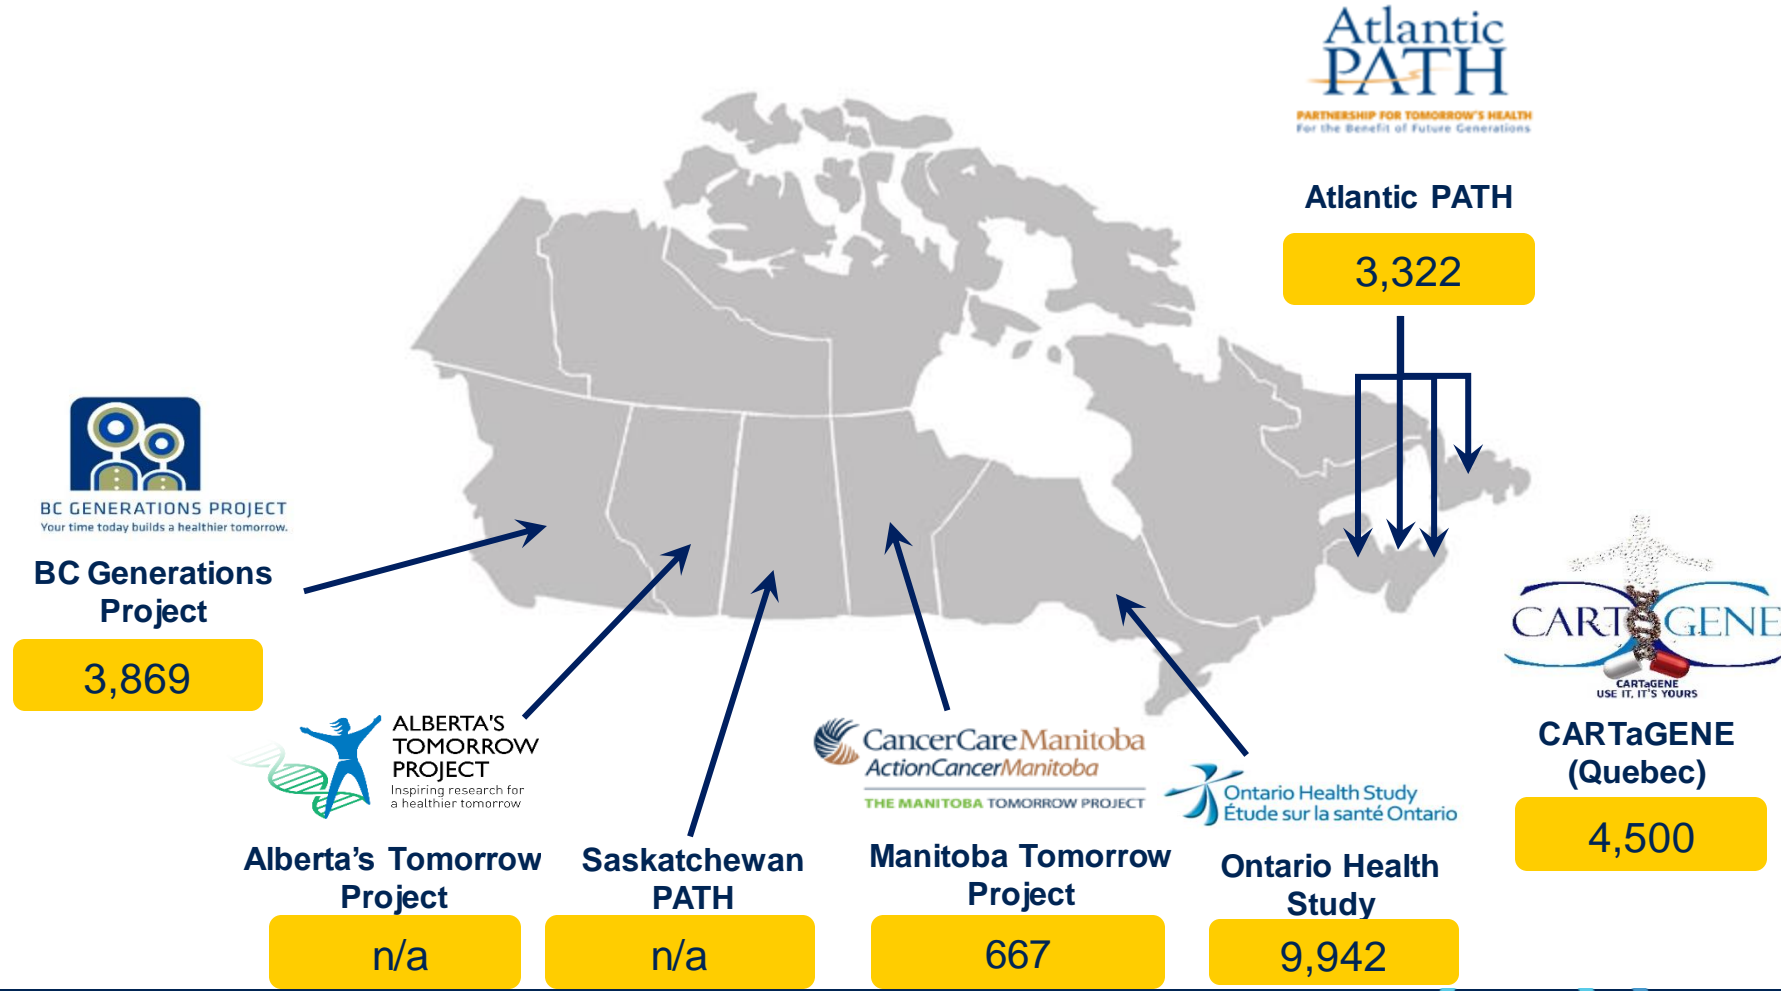 Atlantic
PATH
PARTNERSHIP FOR TOMORROW'S HEALTH
For the Benefit of Future Generations
Atlantic PATH
3,322
BC GENERATIONS PROJECT
Your time today builds a healthier tomorrow.
BC Generations
Project
3,869
ALBERTA'S
TOMORROW
PROJECT
Inspiring research for
a healthier tomorrow
Alberta’s Tomorrow
Project
n/a
Saskatchewan
PATH
n/a
CancerCare Manitoba
ActionCancerManitoba
THE MANITOBA TOMORROW PROJECT
Manitoba Tomorrow
Project
667
Ontario Health Study
Étude sur la santé Ontario
Ontario Health
Study
9,942
CARTaGENE
CARTaGENE
USE IT, IT'S YOURS
CARTaGENE
(Quebec)
4,500